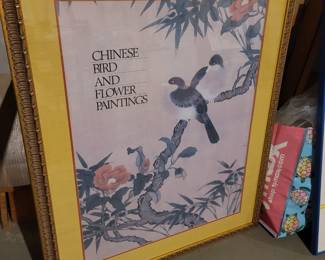 CHINESE
BIRD
AND
FLOWER
PAINTINGS